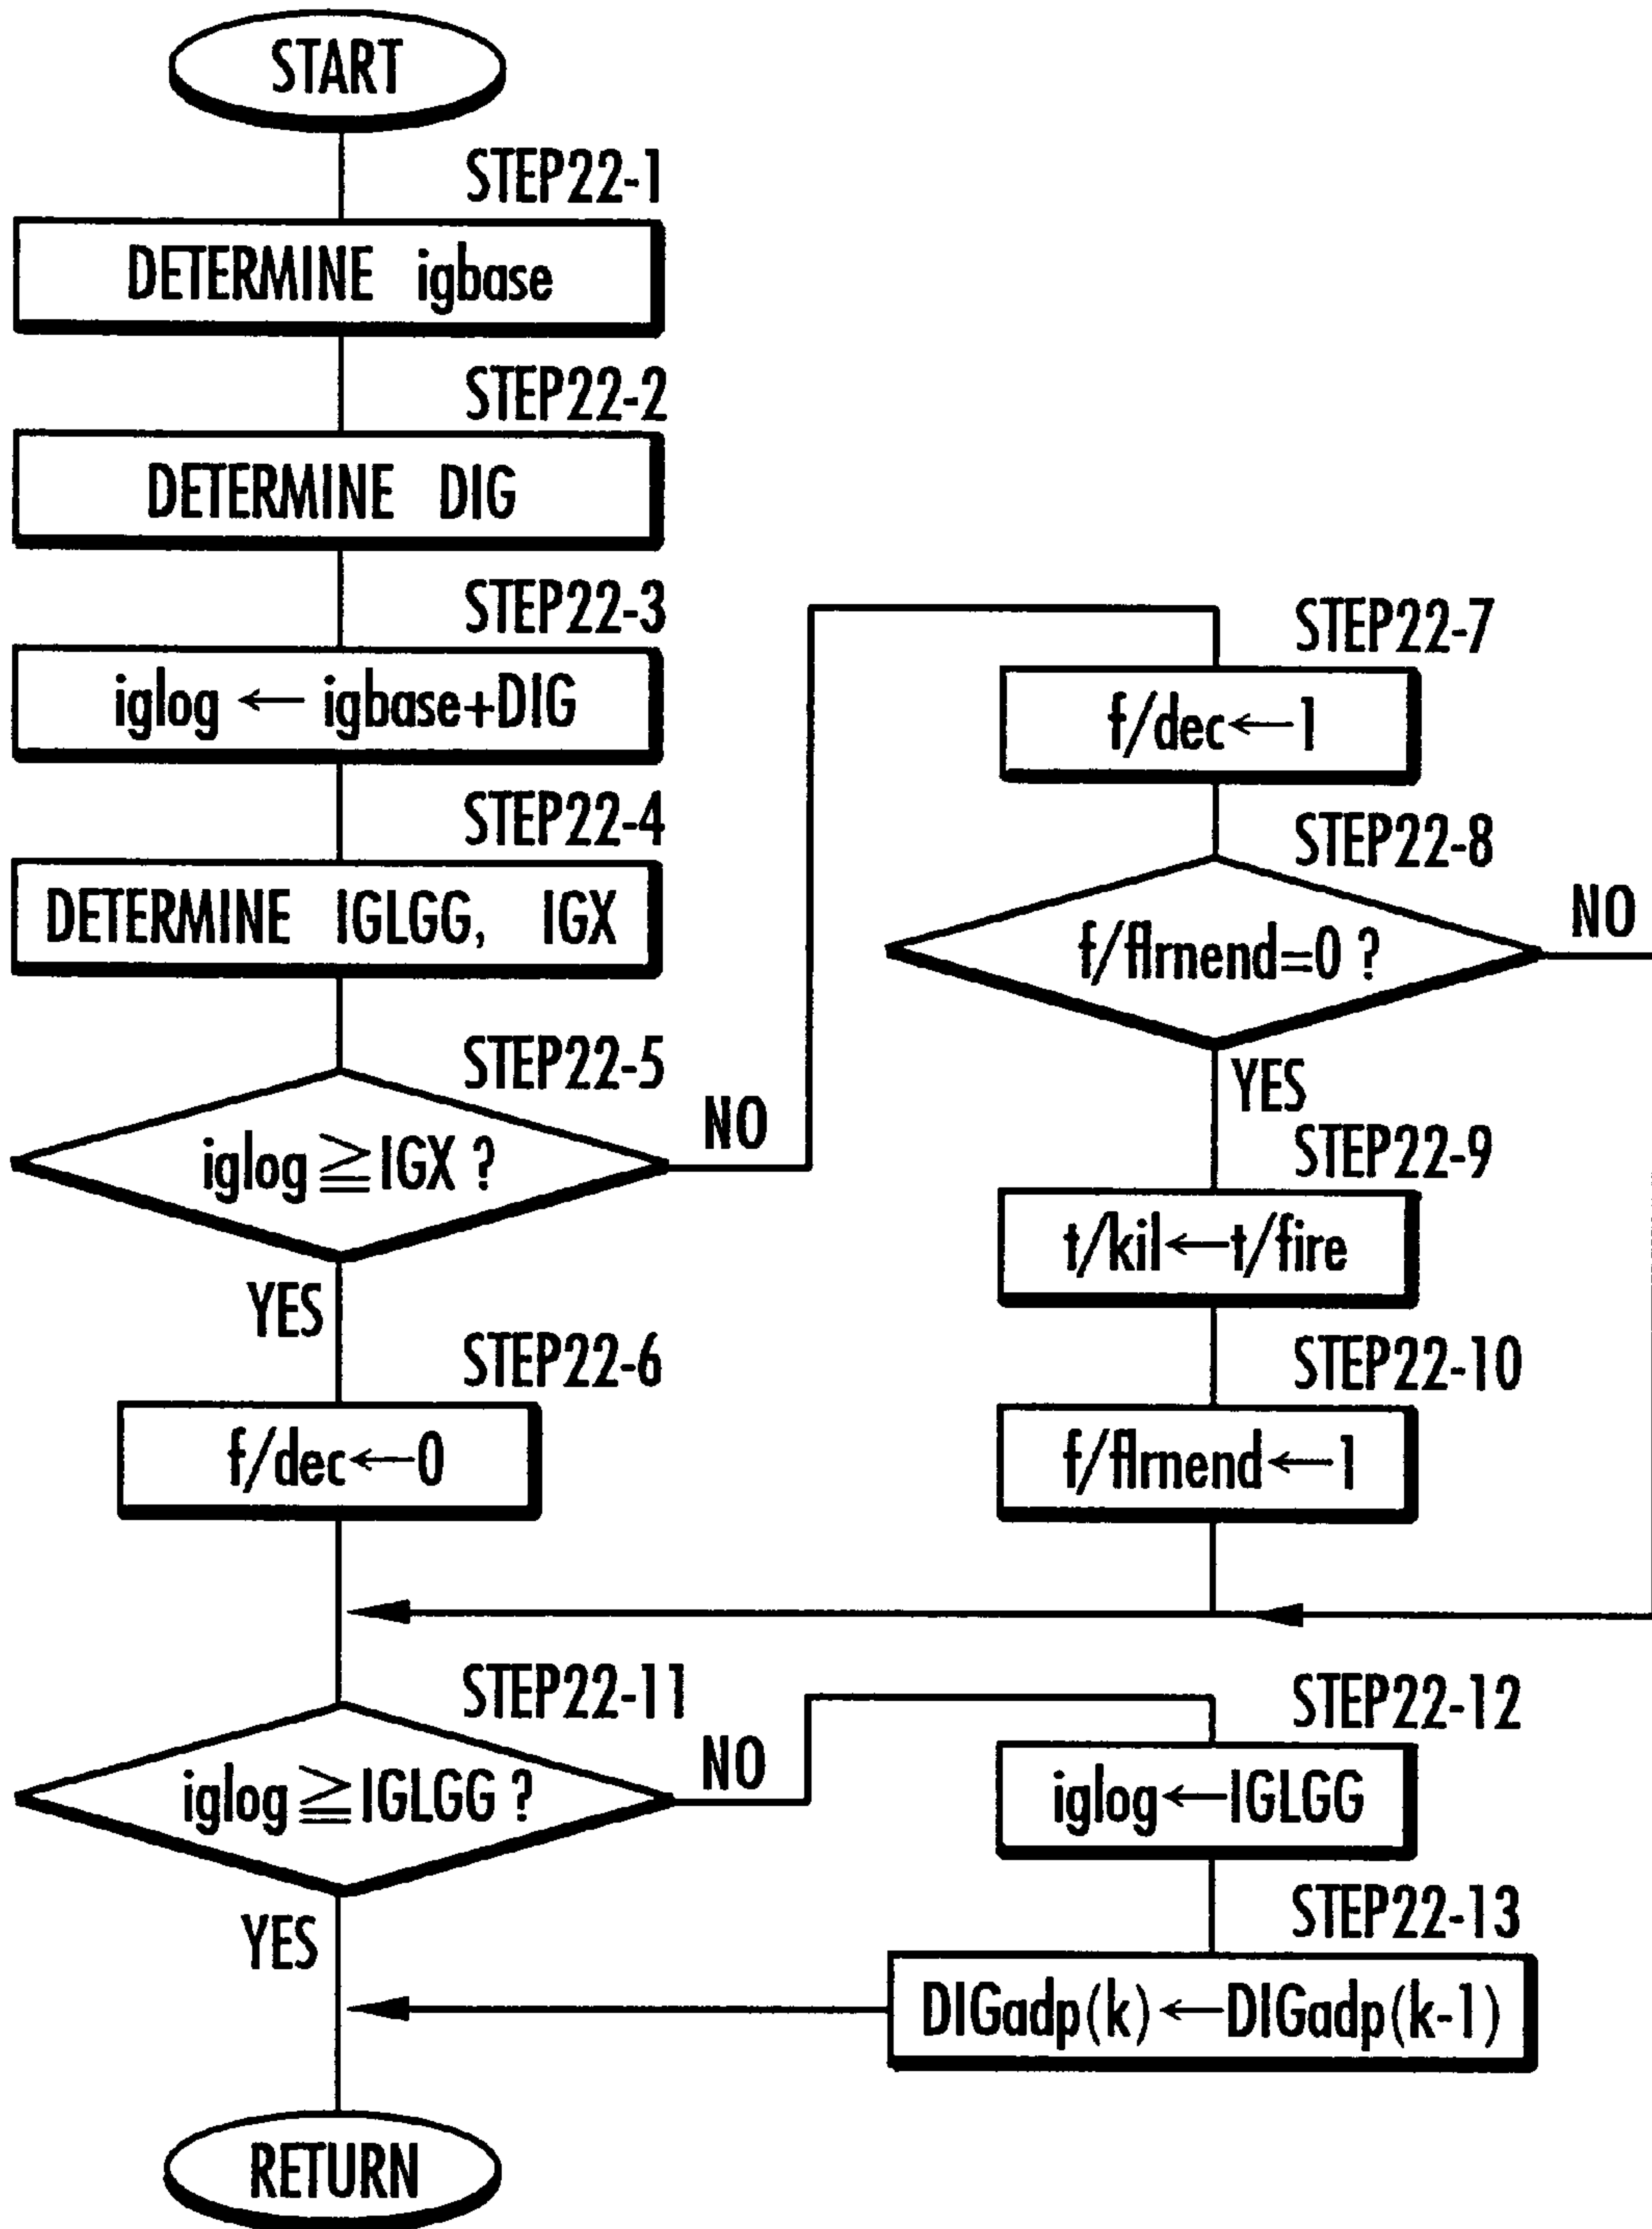 START
STEP22-1
DETERMINE igbase
STEP22-2
DETERMINE DIG
STEP22-3
iglog ← igbase+DIG
STEP22-4
DETERMINE IGLGG, IGX
STEP22-5
iglog ≧ IGX ?
NO
YES
STEP22-6
f/dec←0
STEP22-7
f/dec←1
STEP22-8
f/flrnend=0 ?
NO
YES
STEP22-9
t/kil←t/fire
STEP22-10
f/flrnend←1
STEP22-11
iglog ≧ IGLGG ?
NO
YES
STEP22-12
iglog←IGLGG
STEP22-13
DIGadp(k)←DIGadp(k-1)
RETURN